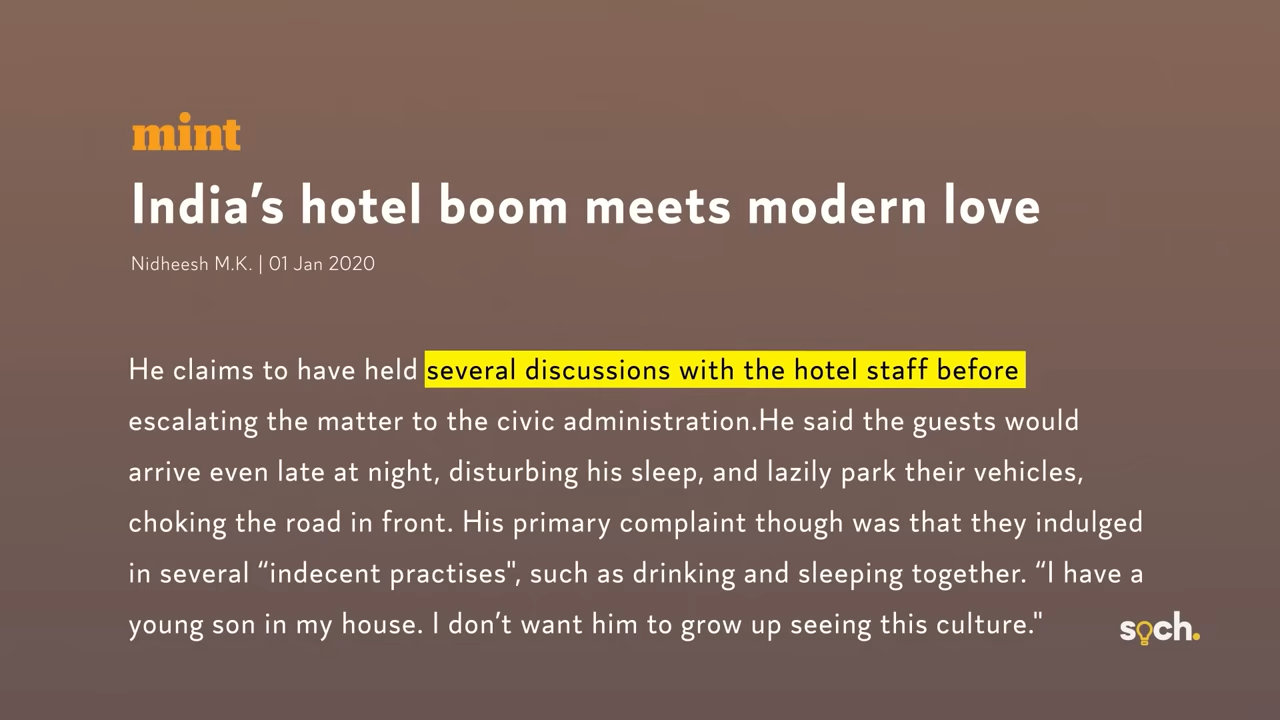 mint
India’s hotel boom meets modern love
Nidheesh M.K. | 01 Jan 2020
He claims to have held several discussions with the hotel staff before
escalating the matter to the civic administration.He said the guests would
arrive even late at night, disturbing his sleep, and lazily park their vehicles,
choking the road in front. His primary complaint though was that they indulged
in several “indecent practises", such as drinking and sleeping together. “I have a
young son in my house. I don’t want him to grow up seeing this culture."
soch.